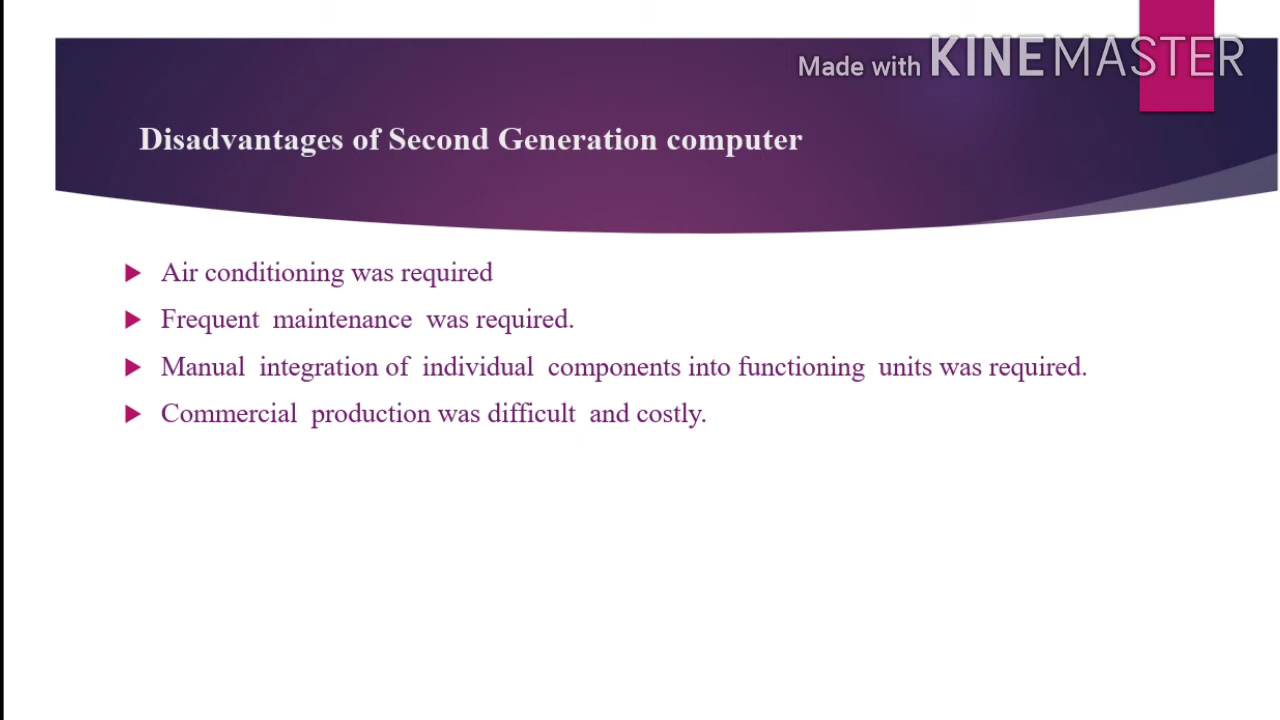 Made with KINEMASTER
Disadvantages of Second Generation computer
Air conditioning was required
Frequent maintenance was required.
Manual integration of individual components into functioning units was required.
Commercial production was difficult and costly.